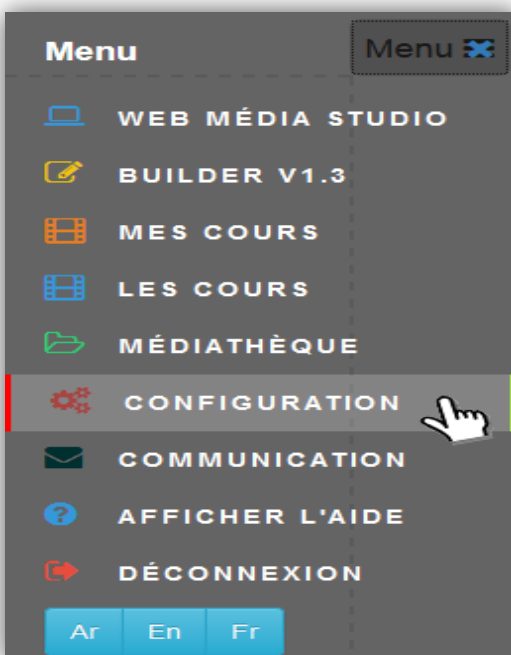 Menu Menu
WEB MÉDIA STUDIO
BUILDER V1.3
MES COURS
LES COURS
MÉDIATHÈQUE
CONFIGURATION
COMMUNICATION
AFFICHER L'AIDE
DÉCONNEXION
Ar En Fr